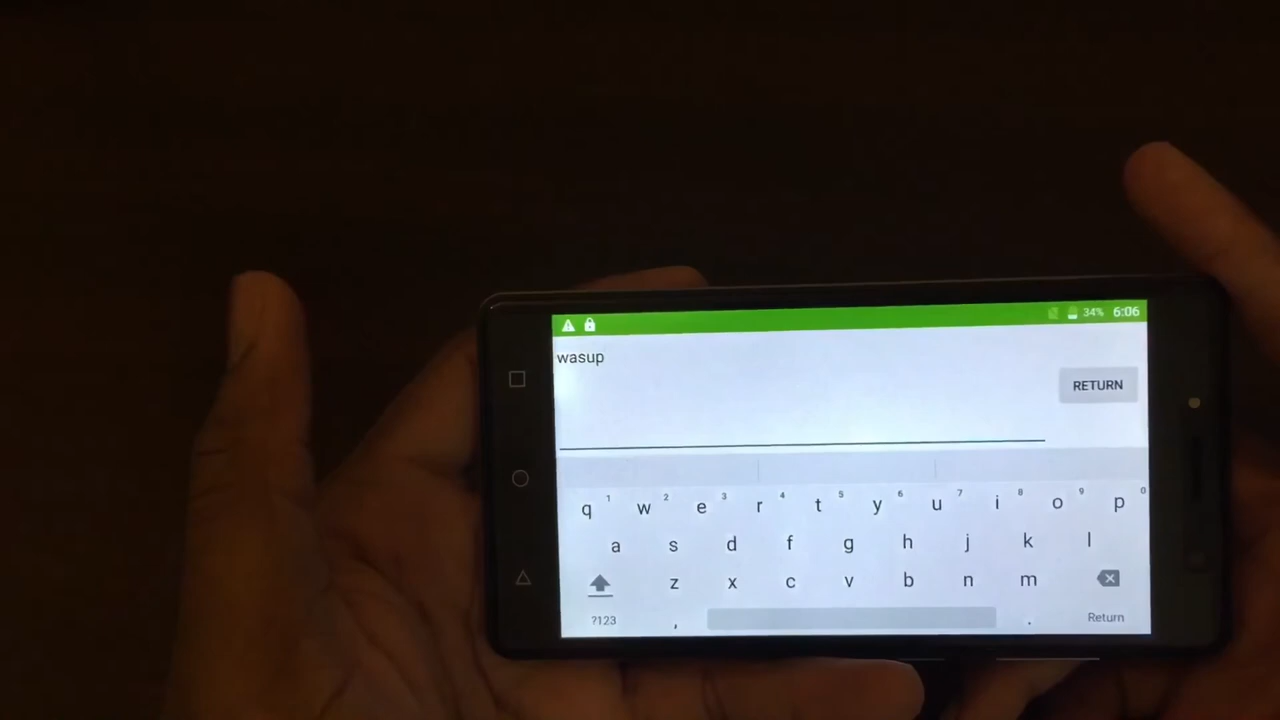 34% 6:06
wasup
RETURN
q 1 w 2 e 3 r 4 t 5 y 6 u 7 i 8 o 9 p 0
a s d f g h j k l
z x c v b n m
?123 , . Return